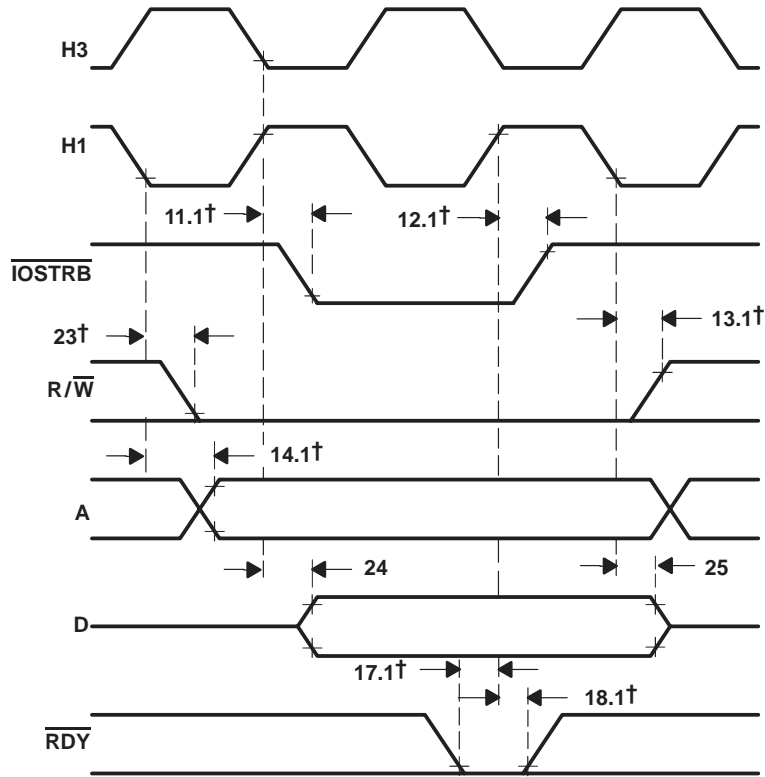 H3
H1
11.1†
12.1†
IOSTRB
23†
13.1†
R/W
14.1†
A
24
25
D
17.1†
18.1†
RDY